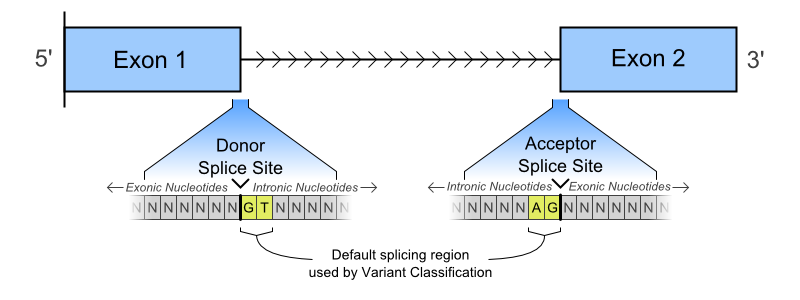 5' Exon 1 Exon 2 3'
Donor
Splice Site
Acceptor
Splice Site
Exonic Nucleotides Intronic Nucleotides
Intronic Nucleotides Exonic Nucleotides
N N N N N N N G T N N N N N
N N N N N A G N N N N N N N
Default splicing region
used by Variant Classification